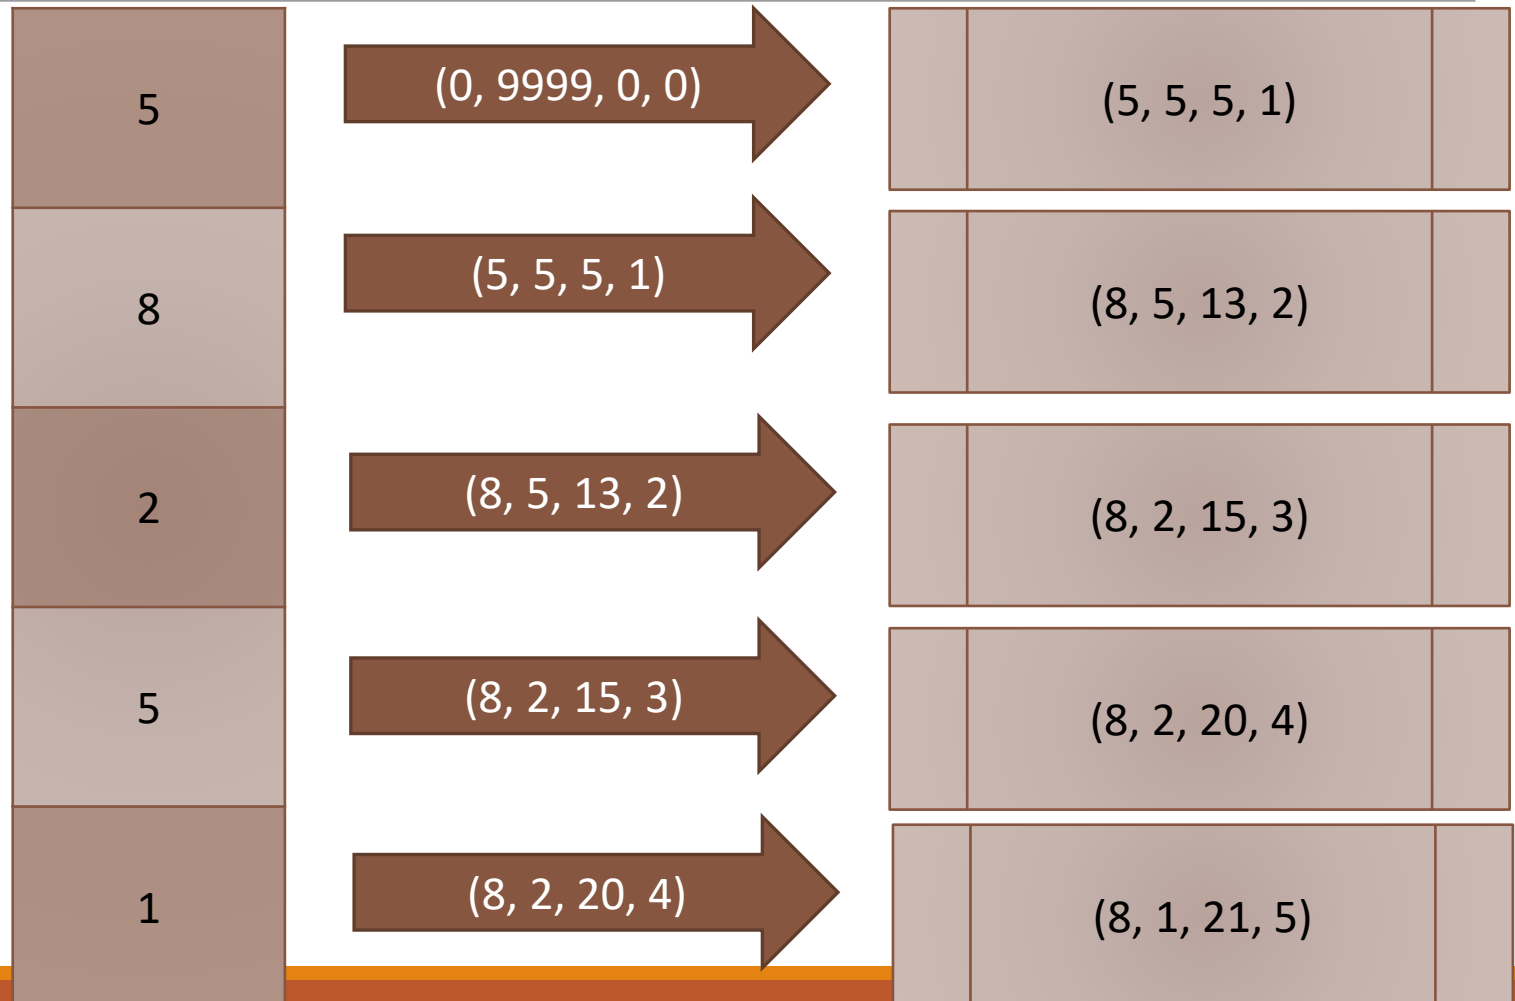 5
(0, 9999, 0, 0)
(5, 5, 5, 1)
8
(5, 5, 5, 1)
(8, 5, 13, 2)
2
(8, 5, 13, 2)
(8, 2, 15, 3)
5
(8, 2, 15, 3)
(8, 2, 20, 4)
1
(8, 2, 20, 4)
(8, 1, 21, 5)